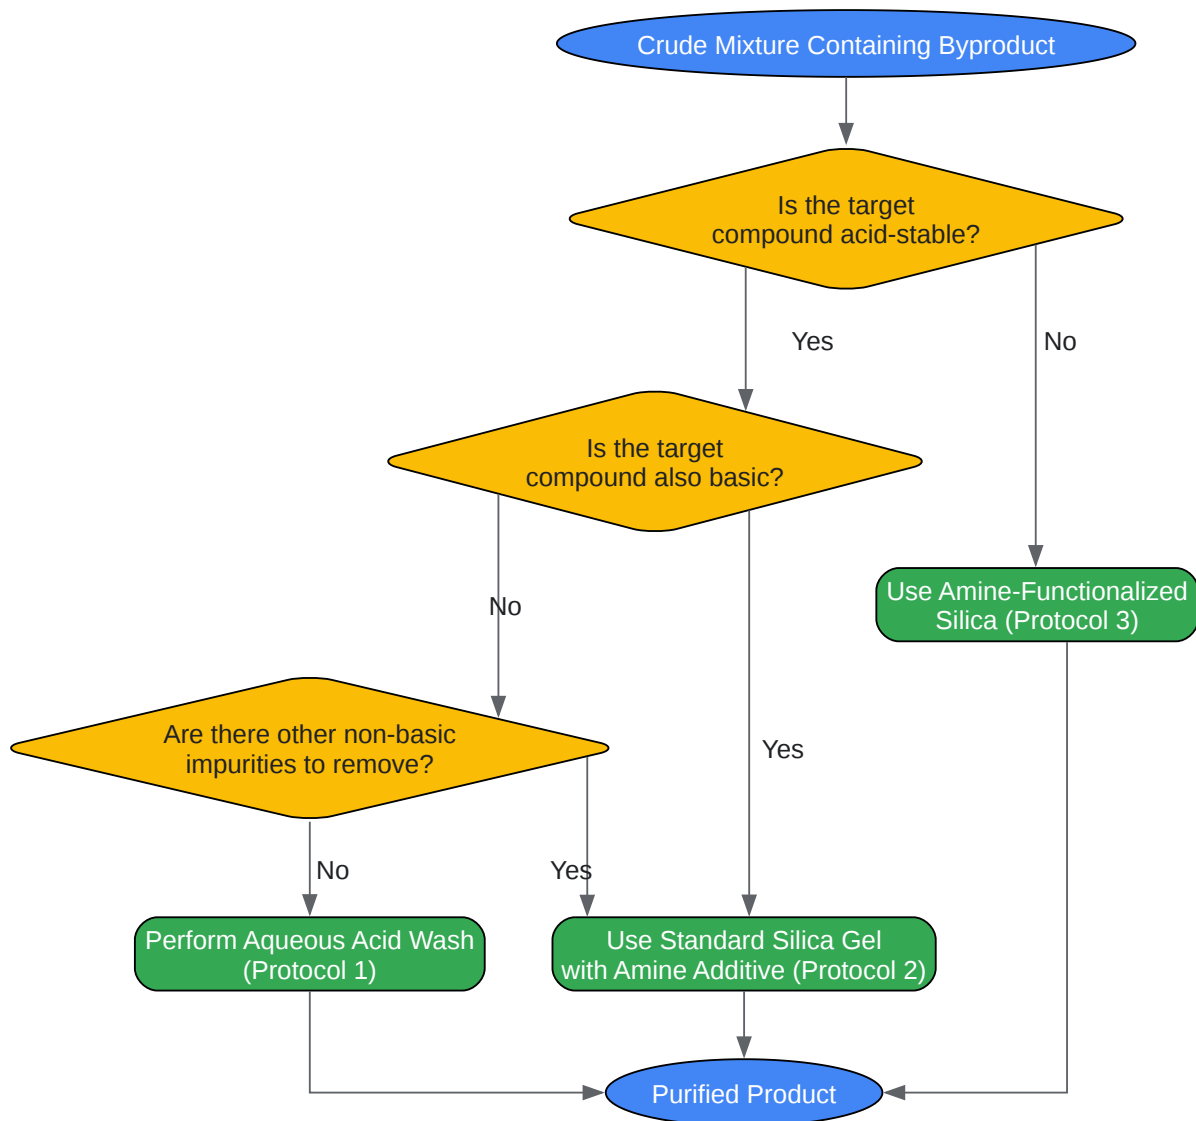 Crude Mixture Containing Byproduct
Is the target
compound acid-stable?
Yes
No
Is the target
compound also basic?
No
Use Amine-Functionalized
Silica (Protocol 3)
Are there other non-basic
impurities to remove?
Yes
No
Yes
Perform Aqueous Acid Wash
(Protocol 1)
Use Standard Silica Gel
with Amine Additive (Protocol 2)
Purified Product